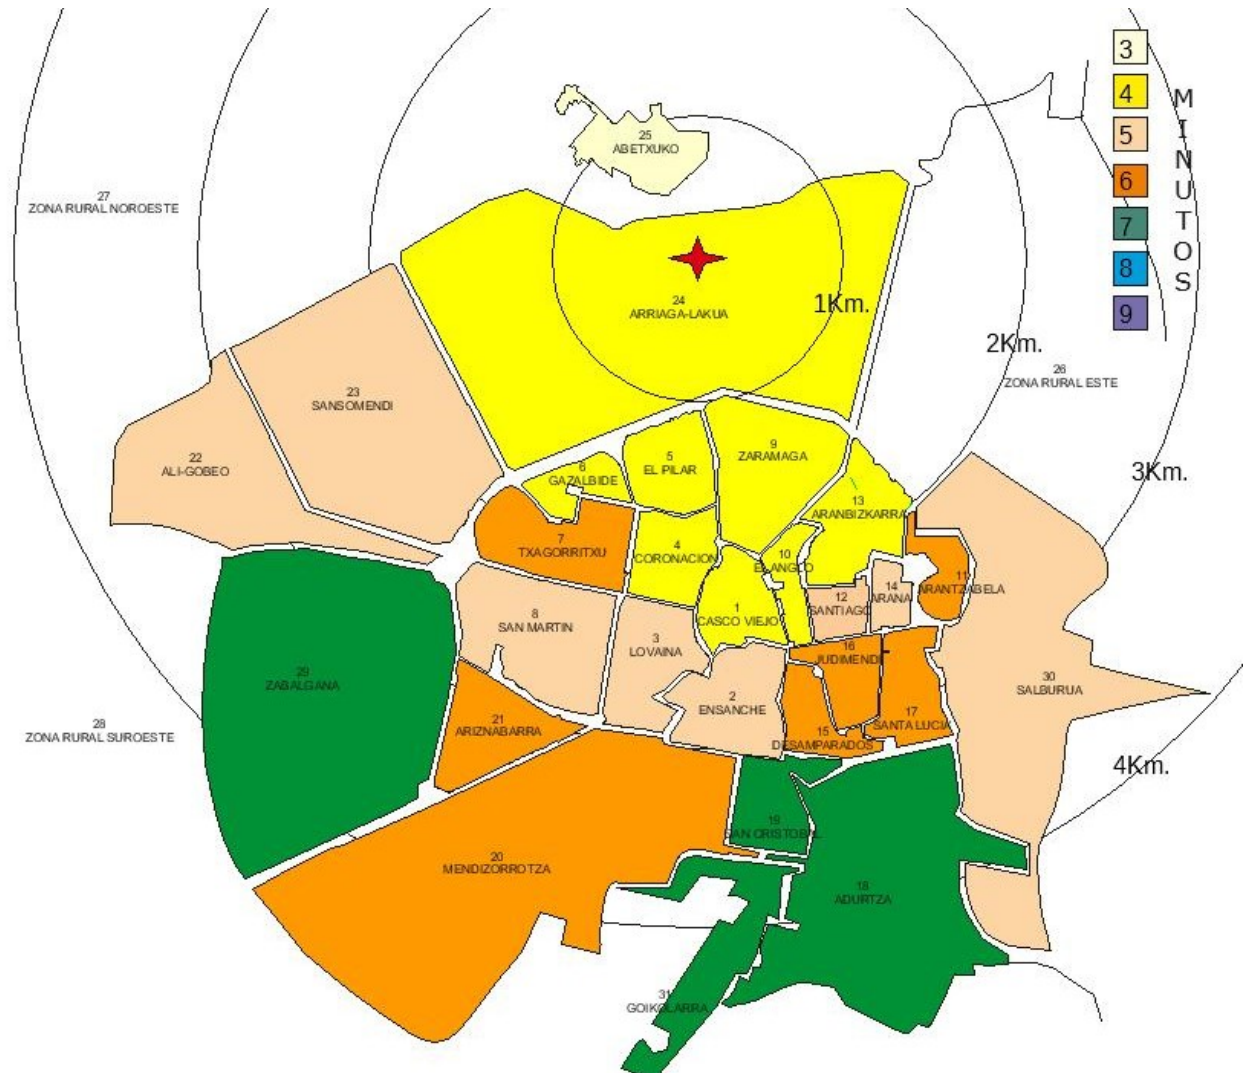 3
4
5
6
7
8
9
MINUTOS
25
ABETXUKO
27
ZONA RURAL NOROESTE
24
ARRIAGA-LAKUA
1Km.
2Km.
26
ZONA RURAL ESTE
23
SANSOMENDI
22
ALI-GOBEO
9
ZARAMAGA
5
EL PILAR
6
GAZALBIDE
3Km.
13
ARANBIZKARRA
7
TXAGORRITXU
4
CORONACION
10
EL ANGLO
11
ARANTZABELA
14
ARANA
12
SANTIAGO
1
CASCO VIEJO
8
SAN MARTIN
3
LOVAINA
16
JUDIMENDI
29
ZABALGANA
30
SALBURUA
2
ENSANCHE
28
ZONA RURAL SUROESTE
21
ARIZNABARRA
17
SANTA LUCIA
15
DESAMPARADOS
4Km.
19
SAN CRISTOBAL
20
MENDIZORROTZA
18
ADURTZA
31
GOIKOLARRA